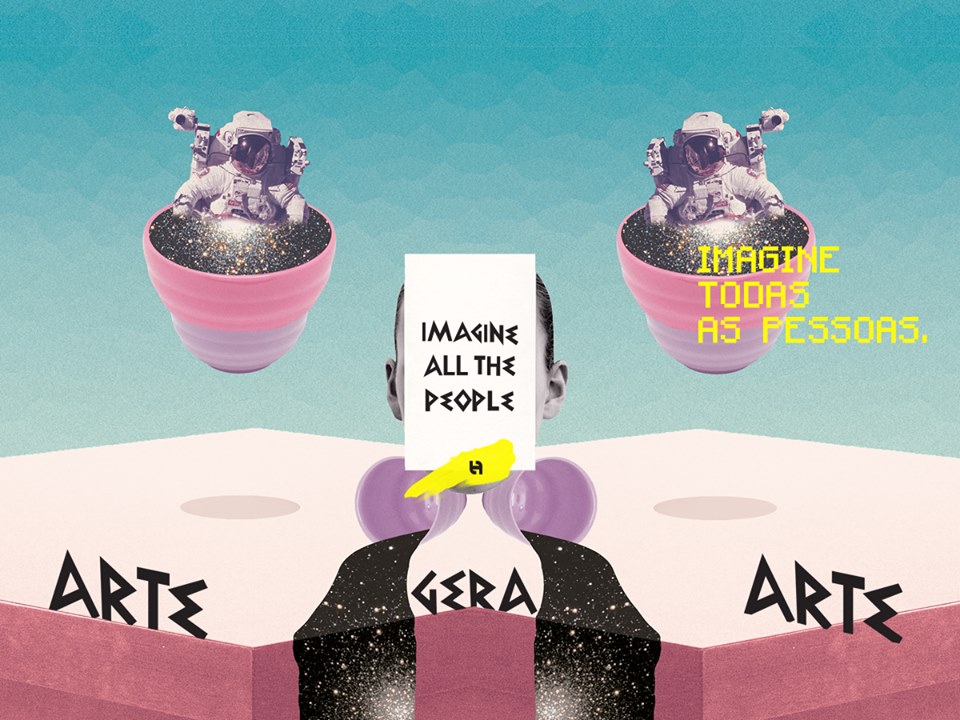 IMAGINE
TODAS
AS PESSOAS.
IMAGINE
ALL THE
PEOPLE
ARTE
GERA
ARTE